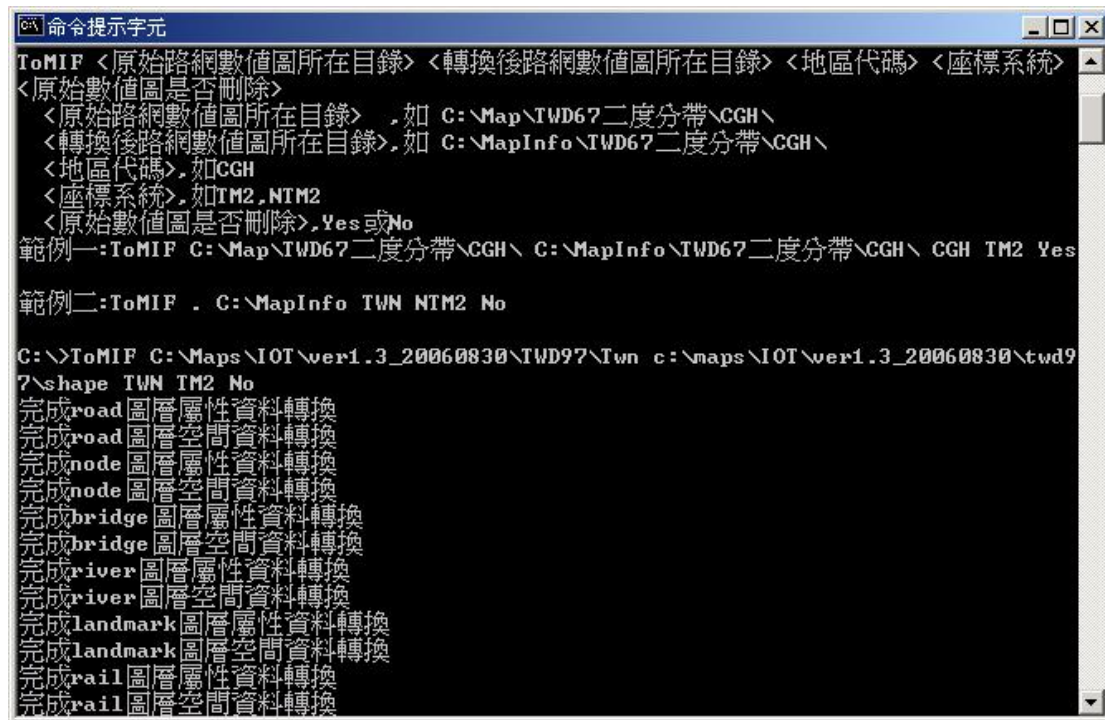 命令提示字元
ToMIF <原始路網數值圖所在目錄> <轉換後路網數值圖所在目錄> <地區代碼> <座標系統>
<原始數值圖是否刪除>
<原始路網數值圖所在目錄> ,如 C:\Map\TWD67二度分帶\CGH\
<轉換後路網數值圖所在目錄>,如 C:\MapInfo\TWD67二度分帶\CGH\
<地區代碼>,如CGH
<座標系統>,如TM2,NTM2
<原始數值圖是否刪除>,Yes或No
範例一:ToMIF C:\Map\TWD67二度分帶\CGH\ C:\MapInfo\TWD67二度分帶\CGH\ CGH TM2 Yes
範例二:ToMIF . C:\MapInfo TWN NTM2 No
C:\>ToMIF C:\Maps\IOT\ver1.3_20060830\TWD97\Twn c:\maps\IOT\ver1.3_20060830\twd9
7\shape TWN TM2 No
完成road圖層屬性資料轉換
完成road圖層空間資料轉換
完成node圖層屬性資料轉換
完成node圖層空間資料轉換
完成bridge圖層屬性資料轉換
完成bridge圖層空間資料轉換
完成river圖層屬性資料轉換
完成river圖層空間資料轉換
完成landmark圖層屬性資料轉換
完成landmark圖層空間資料轉換
完成rail圖層屬性資料轉換
完成rail圖層空間資料轉換